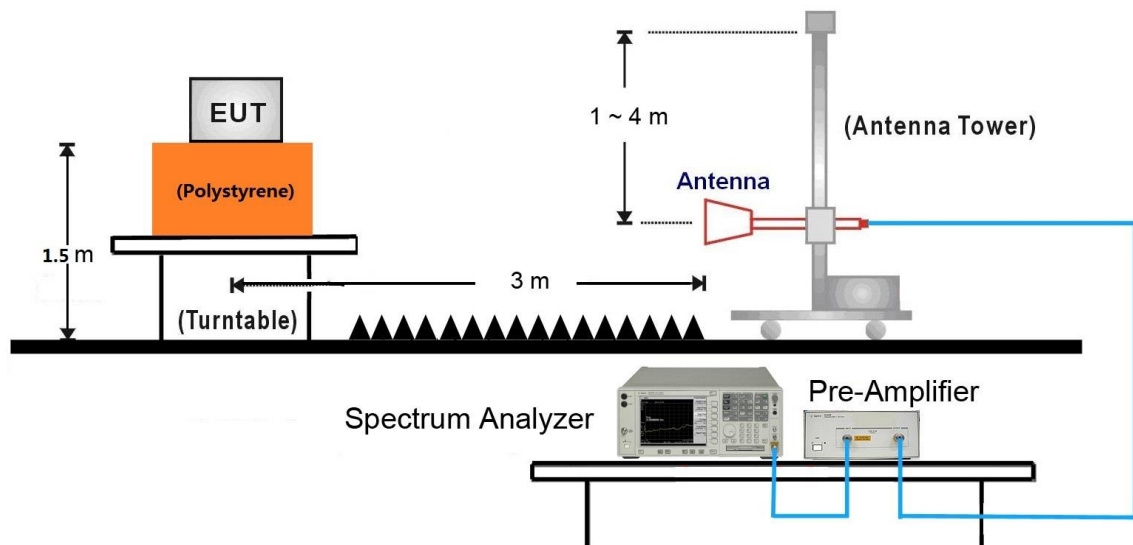 EUT
(Polystyrene)
1.5 m
(Turntable)
3 m
1 ~ 4 m
Antenna
(Antenna Tower)
Spectrum Analyzer
Pre-Amplifier